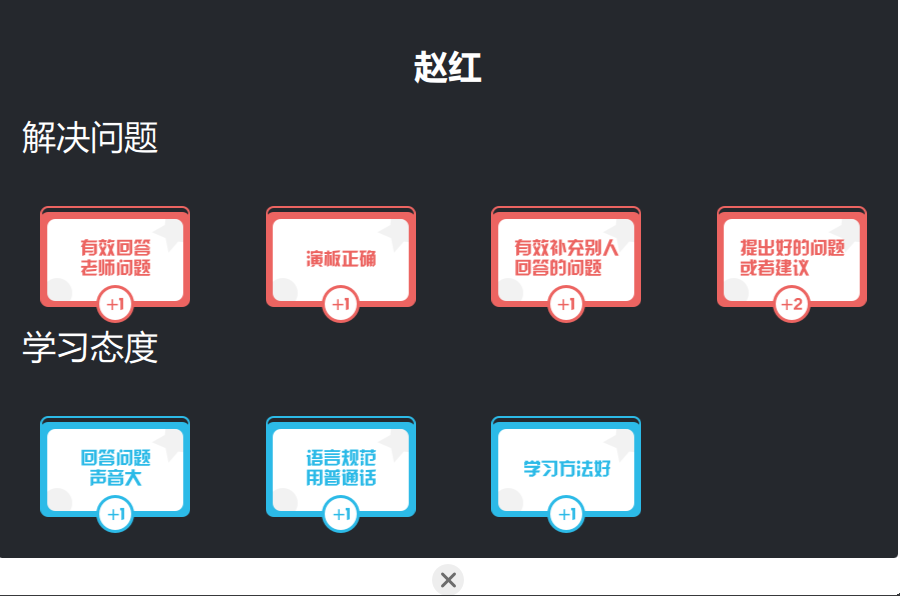 赵红
解决问题
有效回答
老师问题
+1
演板正确
+1
有效补充别人
回答的问题
+1
提出好的问题
或者建议
+2
学习态度
回答问题
声音大
+1
语言规范
用普通话
+1
学习方法好
+1